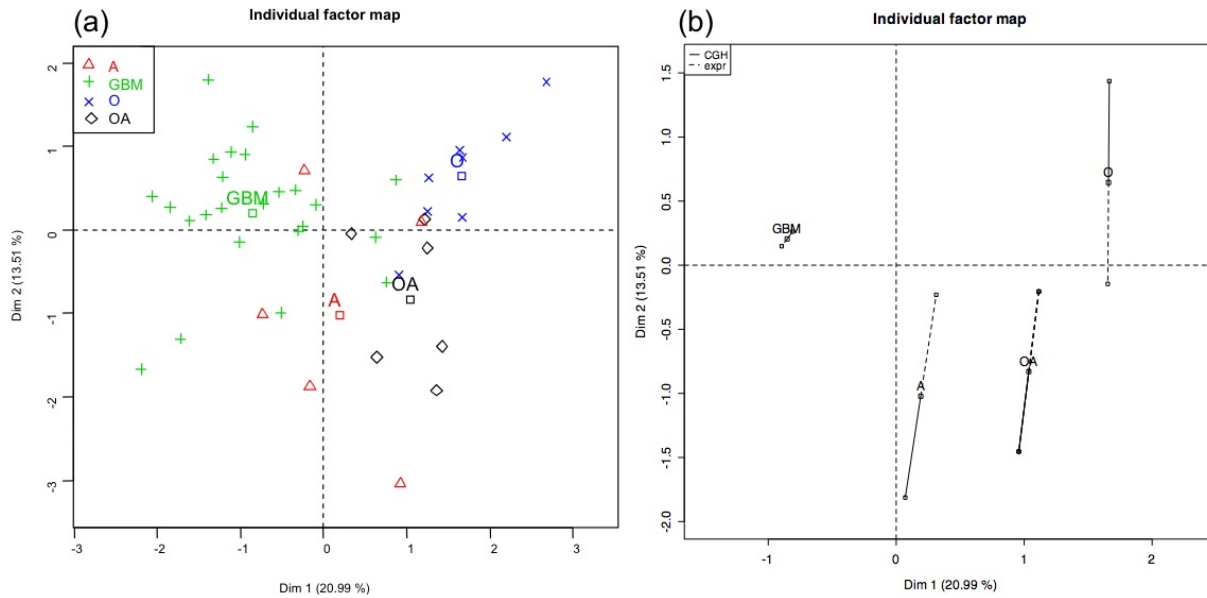 (a)
Individual factor map
A
GBM
O
OA
GBM
O
OA
A
2
1
0
-1
-2
-3
Dim 2 (13.51 %)
-3
-2
-1
0
1
2
3
Dim 1 (20.99 %)
(b)
Individual factor map
CGH
expr
GBM
O
OA
A
1.5
1.0
0.5
0.0
-0.5
-1.0
-1.5
-2.0
Dim 2 (13.51 %)
-1
0
1
2
Dim 1 (20.99 %)